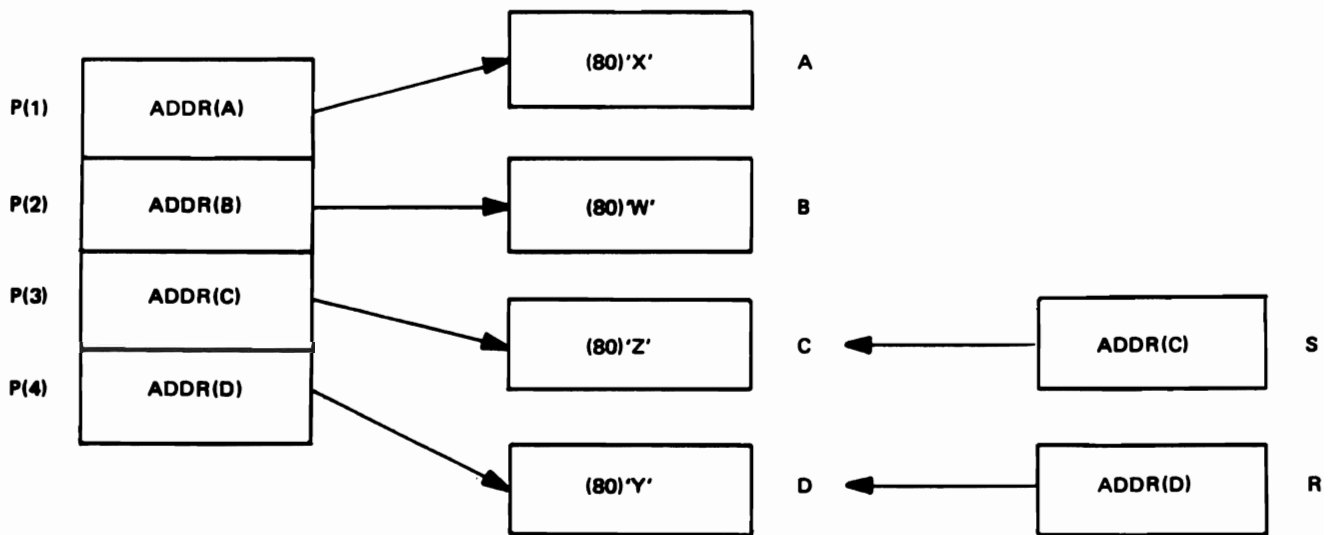 (80)'X' A
P(1) ADDR(A)
P(2) ADDR(B) (80)'W' B
P(3) ADDR(C) (80)'Z' C ADDR(C) S
P(4) ADDR(D)
(80)'Y' D ADDR(D) R